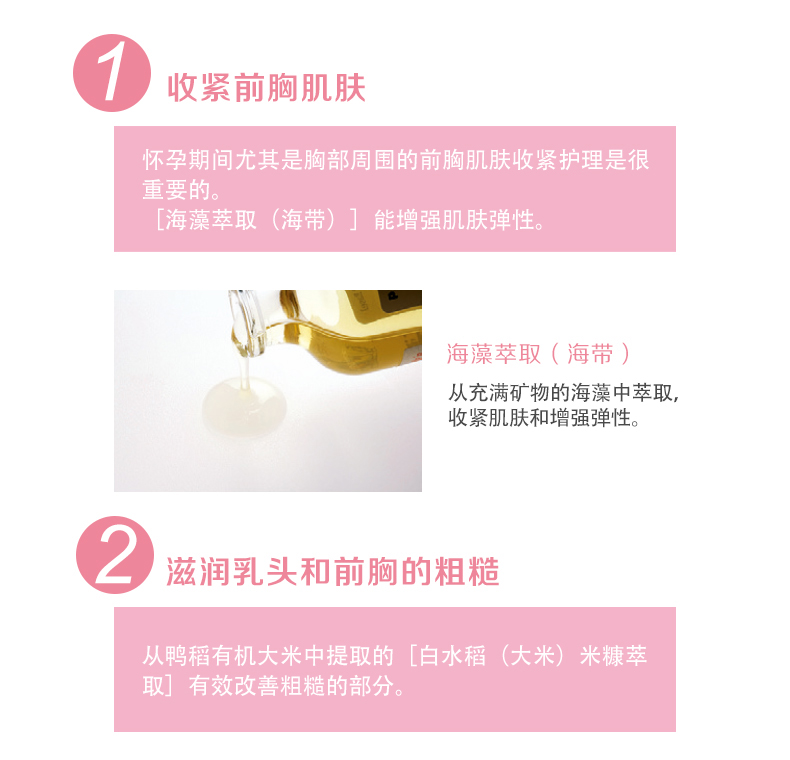 1
收紧前胸肌肤
怀孕期间尤其是胸部周围的前胸肌肤收紧护理是很
重要的。
［海藻萃取（海带）］能增强肌肤弹性。
海藻萃取（海带）
从充满矿物的海藻中萃取,
收紧肌肤和增强弹性。
2
滋润乳头和前胸的粗糙
从鸭稻有机大米中提取的［白水稻（大米）米糠萃
取］有效改善粗糙的部分。